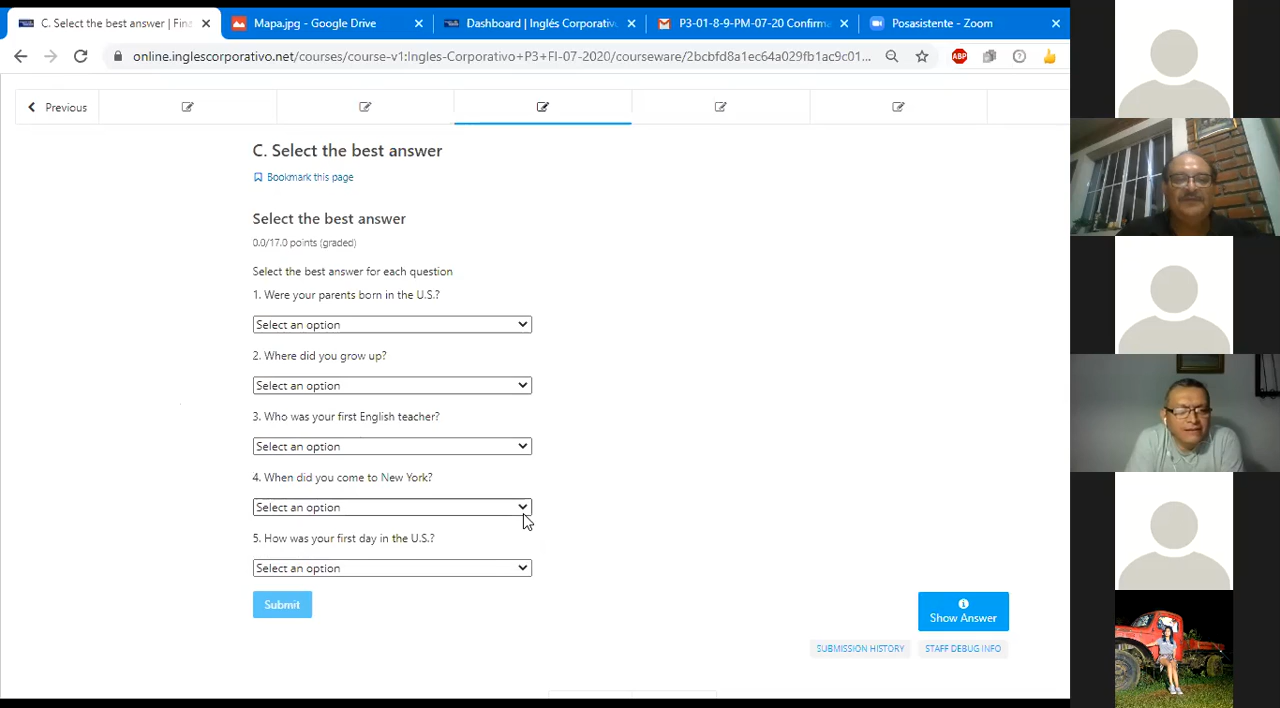 C. Select the best answer | Fina
Mapa.jpg - Google Drive
Dashboard | Inglés Corporativo
P3-01-8-9-PM-07-20 Confirma
Posasistente - Zoom
online.inglescorporativo.net/courses/course-v1:Ingles-Corporativo+P3+FI-07-2020/courseware/2bcbfd8a1ec64a029fb1ac9c01...
ABP
Previous
C. Select the best answer
Bookmark this page
Select the best answer
0.0/17.0 points (graded)
Select the best answer for each question
1. Were your parents born in the U.S.?
Select an option
2. Where did you grow up?
Select an option
3. Who was your first English teacher?
Select an option
4. When did you come to New York?
Select an option
5. How was your first day in the U.S.?
Select an option
Submit
Show Answer
SUBMISSION HISTORY
STAFF DEBUG INFO